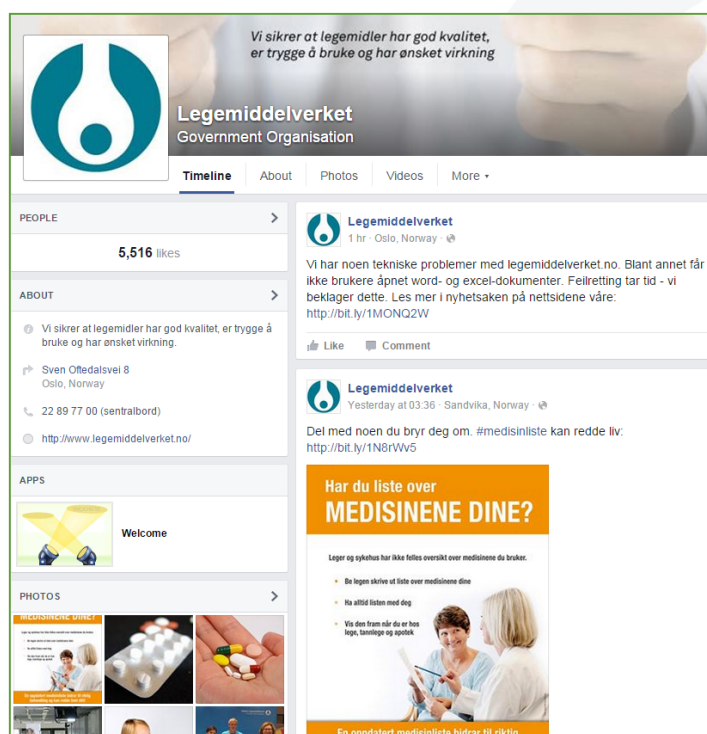 Vi sikrer at legemidler har god kvalitet,
er trygge å bruke og har ønsket virkning
Legemiddelverket
Government Organisation
Timeline About Photos Videos More
PEOPLE
5,516 likes
ABOUT
Vi sikrer at legemidler har god kvalitet, er trygge å
bruke og har ønsket virkning.
Sven Oftedalsvei 8
Oslo, Norway
22 89 77 00 (sentralbord)
http://www.legemiddelverket.no/
APPS
Welcome
PHOTOS
MEDISINENE DINE?
Legemiddelverket
1 hr · Oslo, Norway ·
Vi har noen tekniske problemer med legemiddelverket.no. Blant annet får
ikke brukere åpnet word- og excel-dokumenter. Feilretting tar tid - vi
beklager dette. Les mer i nyhetsaken på nettsidene våre:
http://bit.ly/1MONQ2W
Like Comment
Legemiddelverket
Yesterday at 03:36 · Sandvika, Norway ·
Del med noen du bryr deg om. #medisinliste kan redde liv:
http://bit.ly/1N8rWv5
Har du liste over
MEDISINENE DINE?
Leger og sykehus har ikke felles oversikt over medisinene du bruker.
• Be legen skrive ut liste over medisinene dine
• Ha alltid listen med deg
• Vis den fram når du er hos
lege, tannlege og apotek
En oppdatert medisinliste bidrar til riktig